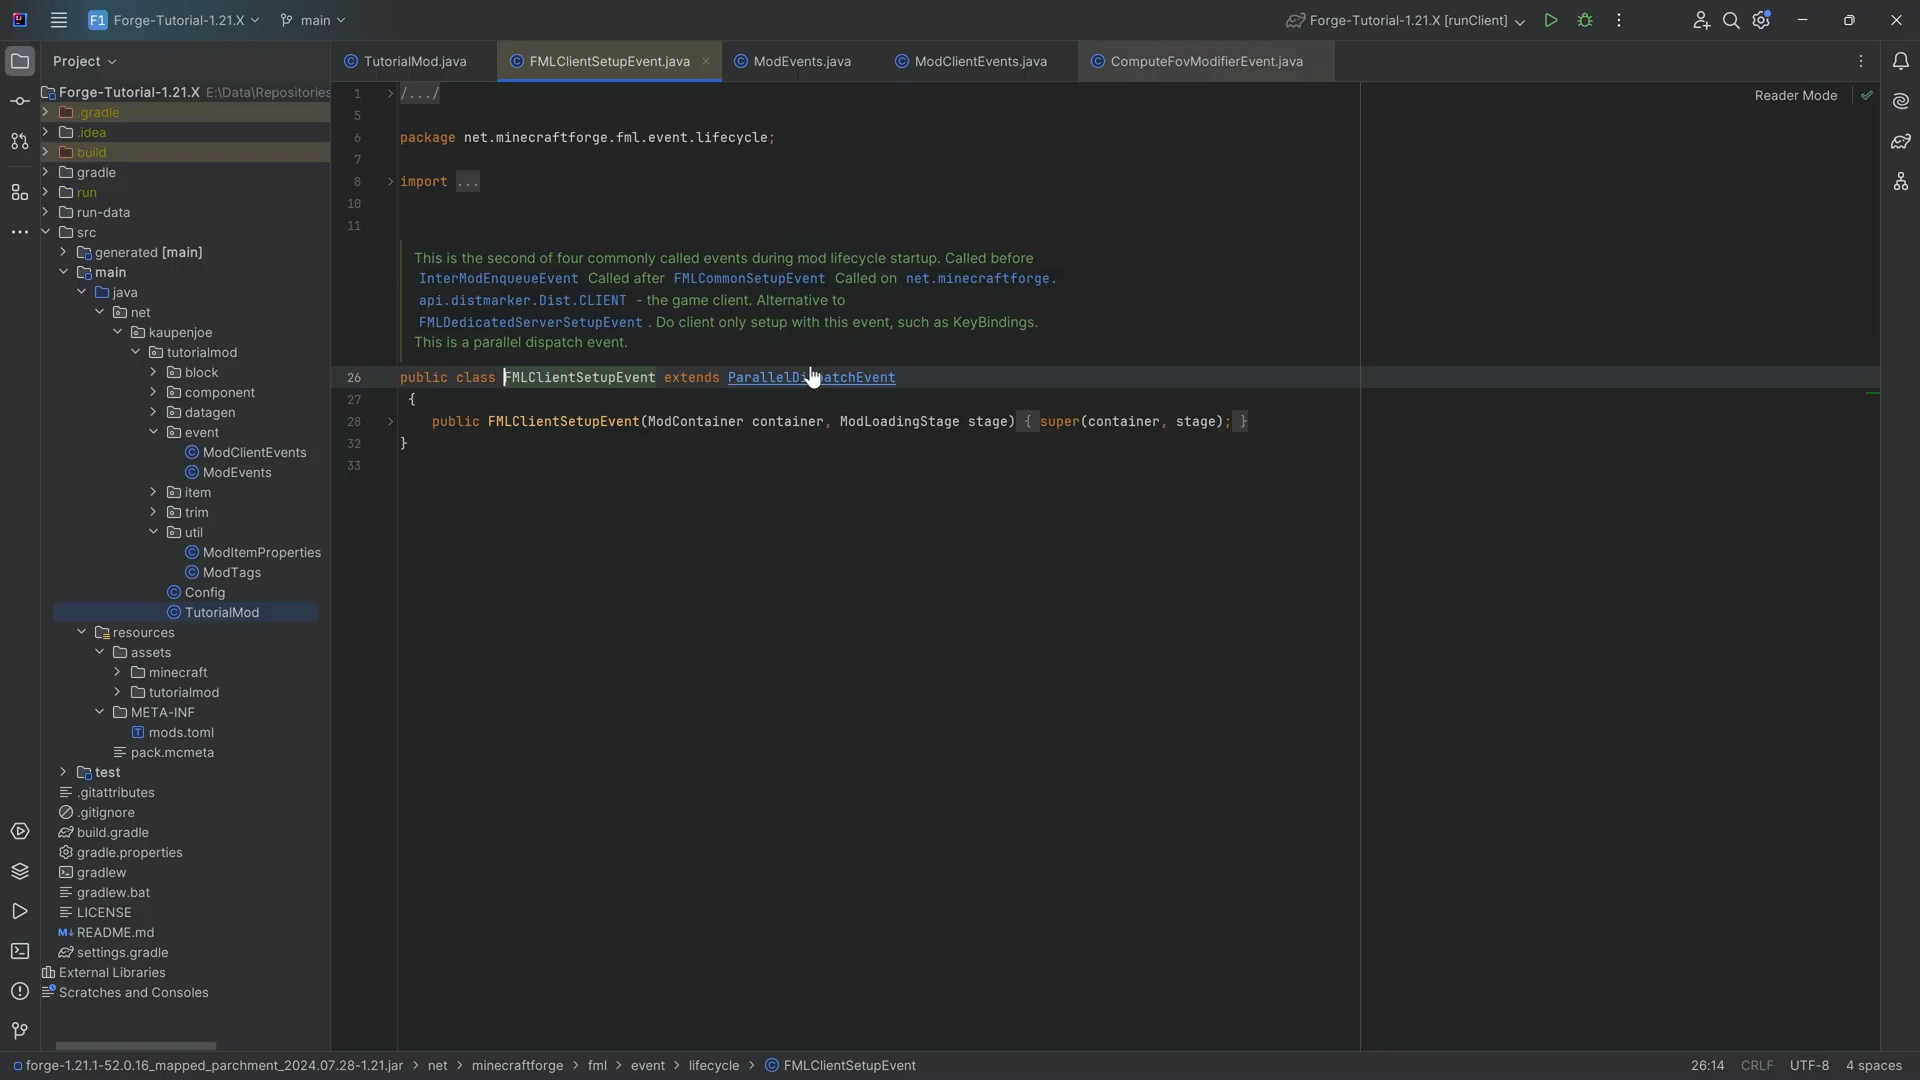 F1 Forge-Tutorial-1.21.X main Forge-Tutorial-1.21.X [runClient]
Project
TutorialMod.java FMLClientSetupEvent.java ModEvents.java ModClientEvents.java ComputeFovModifierEvent.java
Reader Mode
Forge-Tutorial-1.21.X E:\Data\Repositories
.gradle
.idea
build
gradle
run
run-data
src
generated [main]
main
java
net
kaupenjoe
tutorialmod
block
component
datagen
event
ModClientEvents
ModEvents
item
trim
util
ModItemProperties
ModTags
Config
TutorialMod
resources
assets
minecraft
tutorialmod
META-INF
mods.toml
pack.mcmeta
test
.gitattributes
.gitignore
build.gradle
gradle.properties
gradlew
gradlew.bat
LICENSE
README.md
settings.gradle
External Libraries
Scratches and Consoles
1 /.../
5
6 package net.minecraftforge.fml.event.lifecycle;
7
8 import ...
10
11
This is the second of four commonly called events during mod lifecycle startup. Called before
InterModEnqueueEvent Called after FMLCommonSetupEvent Called on net.minecraftforge.
api.distmarker.Dist.CLIENT - the game client. Alternative to
FMLDedicatedServerSetupEvent . Do client only setup with this event, such as KeyBindings.
This is a parallel dispatch event.
26 public class FMLClientSetupEvent extends ParallelDispatchEvent
27 {
28 public FMLClientSetupEvent(ModContainer container, ModLoadingStage stage) { super(container, stage); }
32 }
33
forge-1.21.1-52.0.16_mapped_parchment_2024.07.28-1.21.jar > net > minecraftforge > fml > event > lifecycle > FMLClientSetupEvent 26:14 CRLF UTF-8 4 spaces